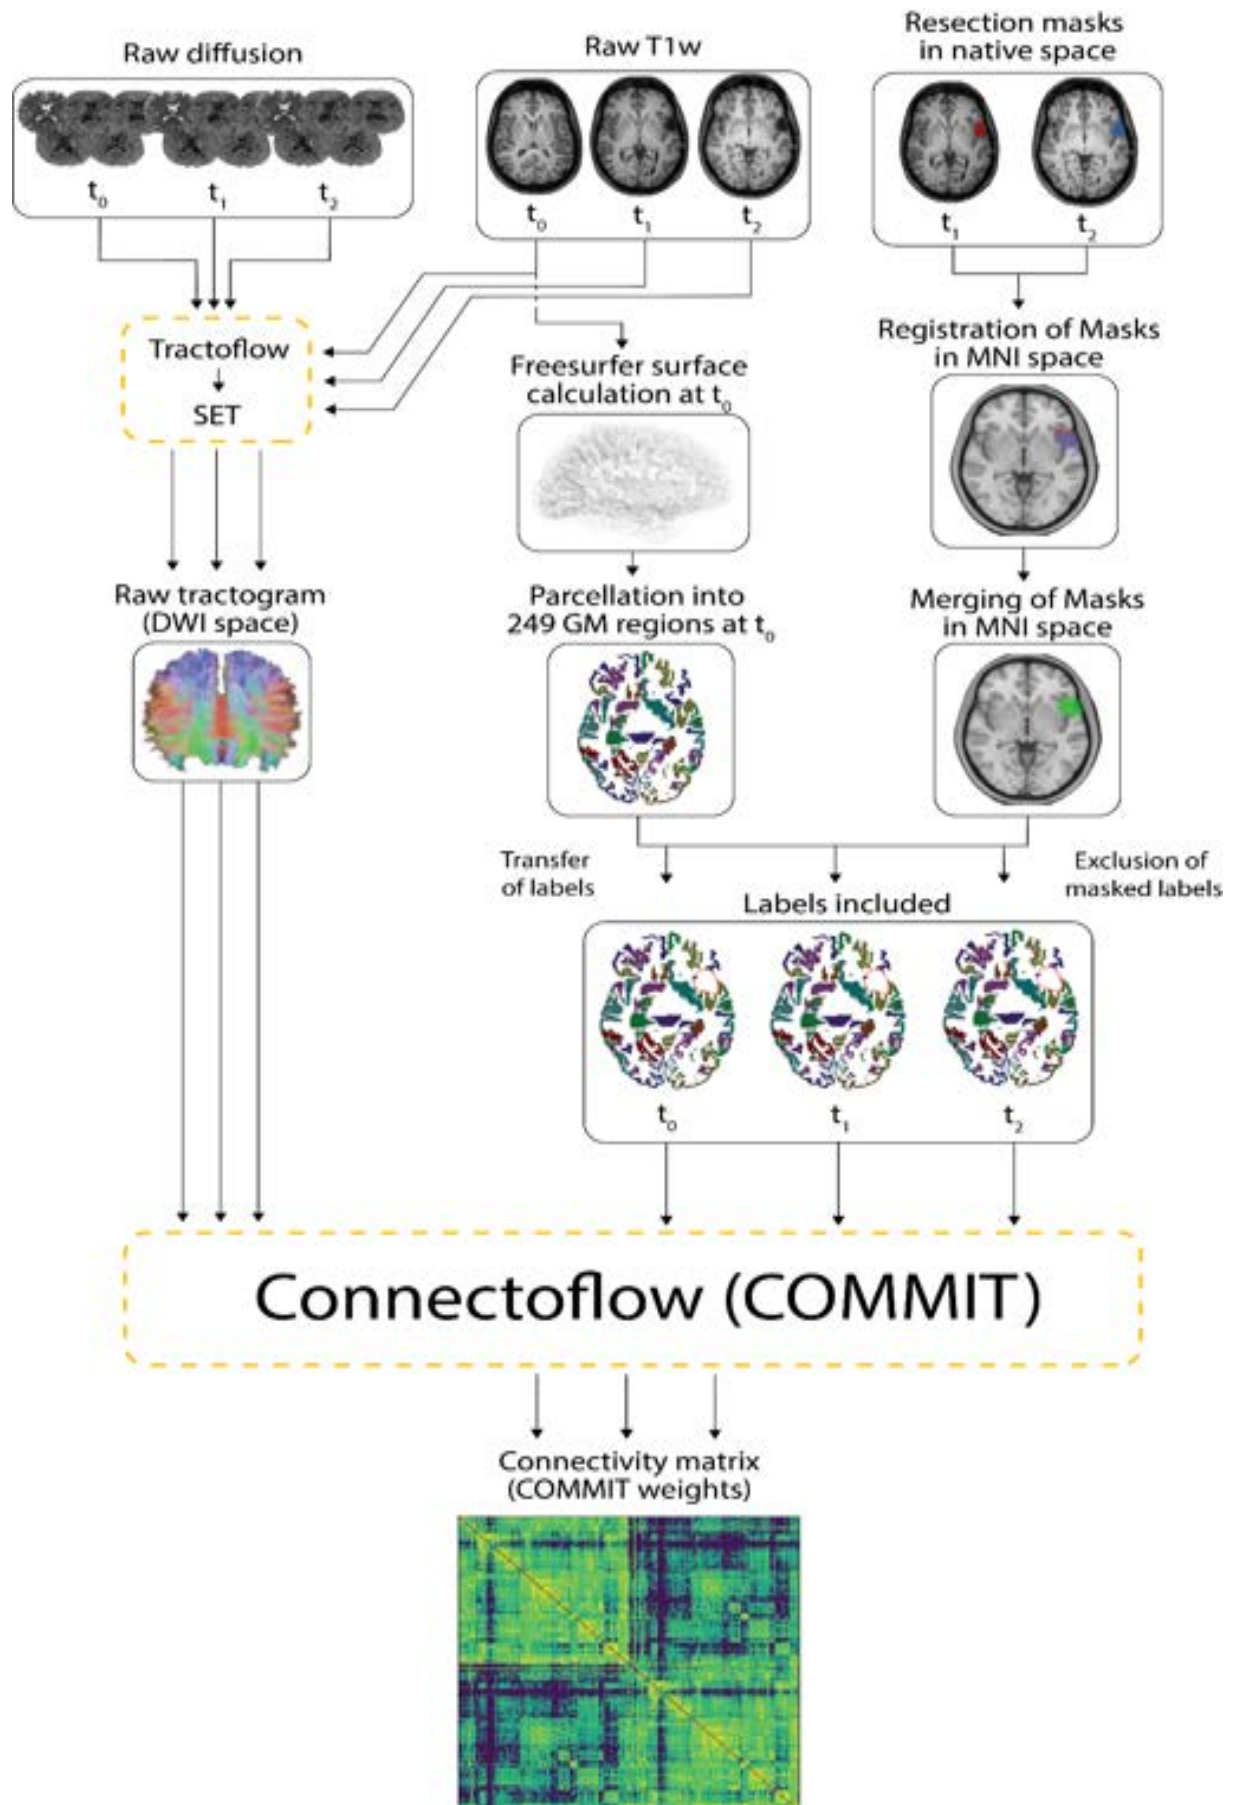 Raw diffusion
t0
t1
t2
Raw T1w
t0
t1
t2
Resection masks
in native space
t1
t2
Tractoflow
SET
Freesurfer surface
calculation at t0
Registration of Masks
in MNI space
Raw tractogram
(DWI space)
Parcellation into
249 GM regions at t0
Merging of Masks
in MNI space
Transfer
of labels
Exclusion of
masked labels
Labels included
t0
t1
t2
Connectoflow (COMMIT)
Connectivity matrix
(COMMIT weights)